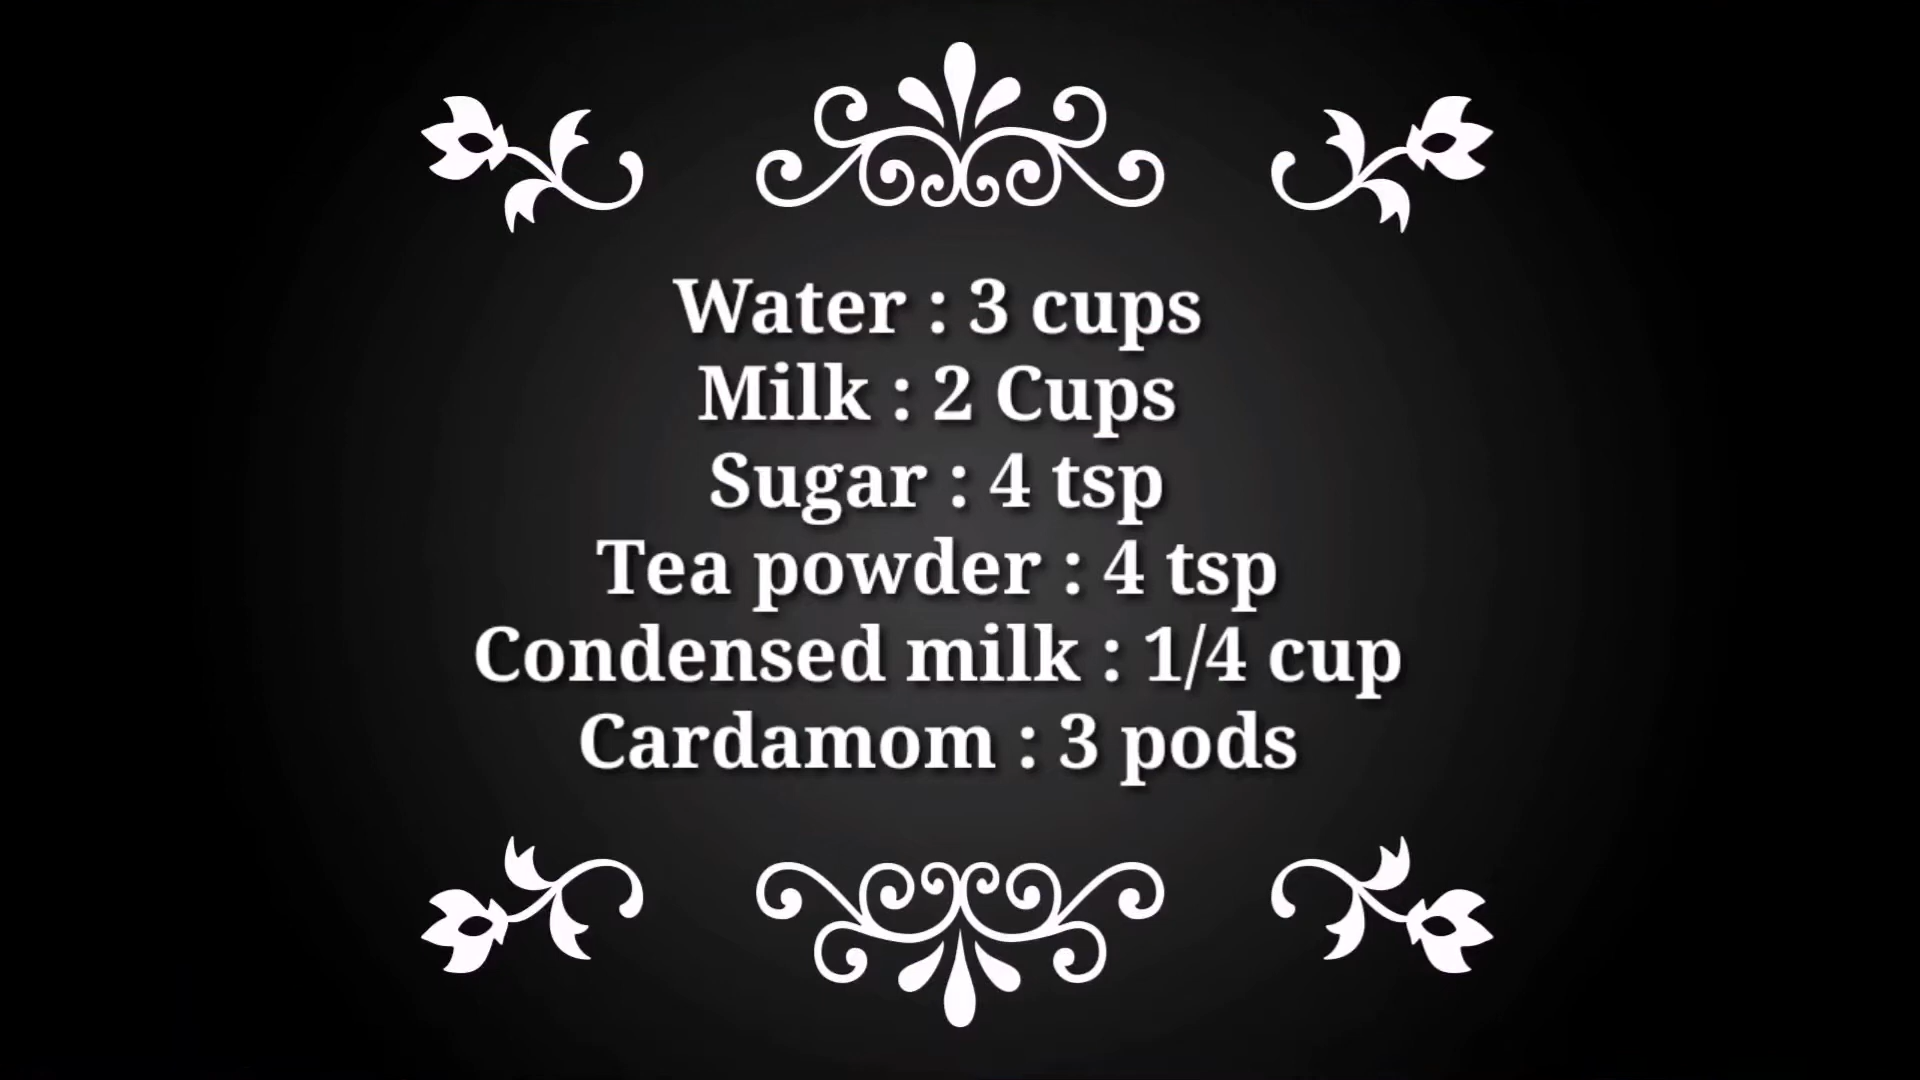 Water : 3 cups
Milk : 2 Cups
Sugar : 4 tsp
Tea powder : 4 tsp
Condensed milk : 1/4 cup
Cardamom : 3 pods